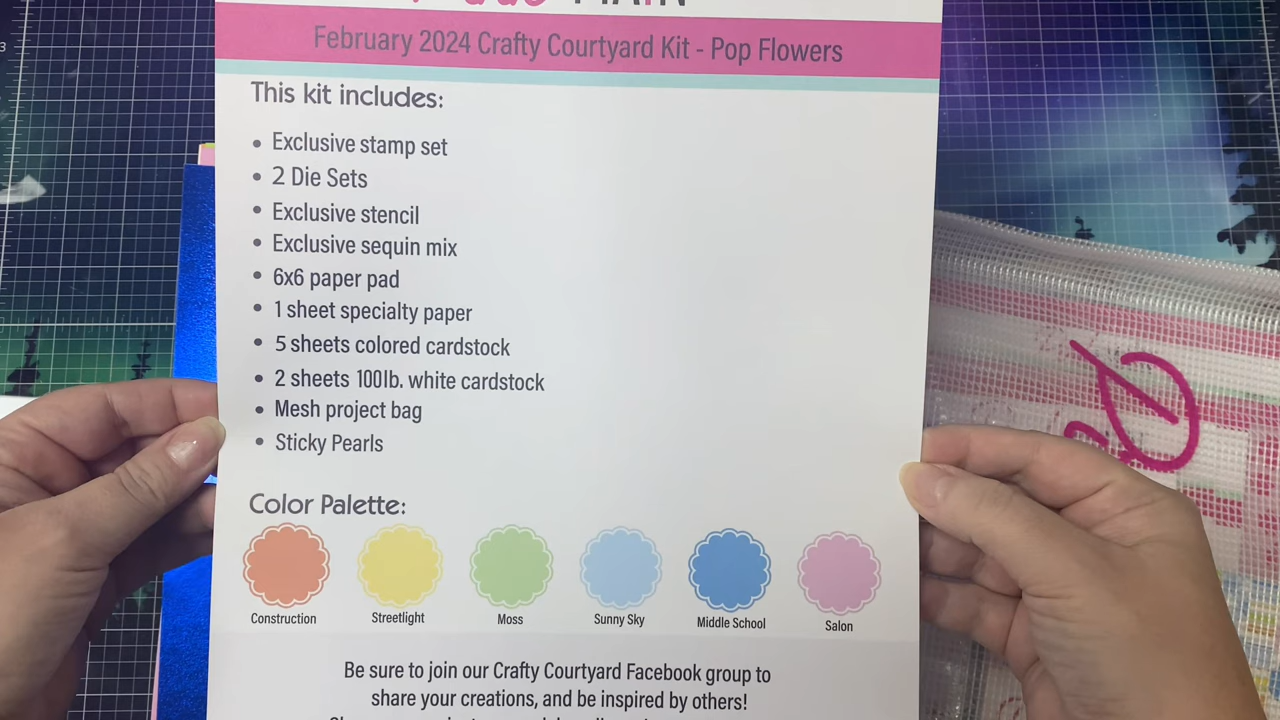 February 2024 Crafty Courtyard Kit - Pop Flowers
This kit includes:
• Exclusive stamp set
• 2 Die Sets
• Exclusive stencil
• Exclusive sequin mix
• 6x6 paper pad
• 1 sheet specialty paper
• 5 sheets colored cardstock
• 2 sheets 100lb. white cardstock
• Mesh project bag
• Sticky Pearls
Color Palette:
Construction Streetlight Moss Sunny Sky Middle School Salon
Be sure to join our Crafty Courtyard Facebook group to
share your creations, and be inspired by others!